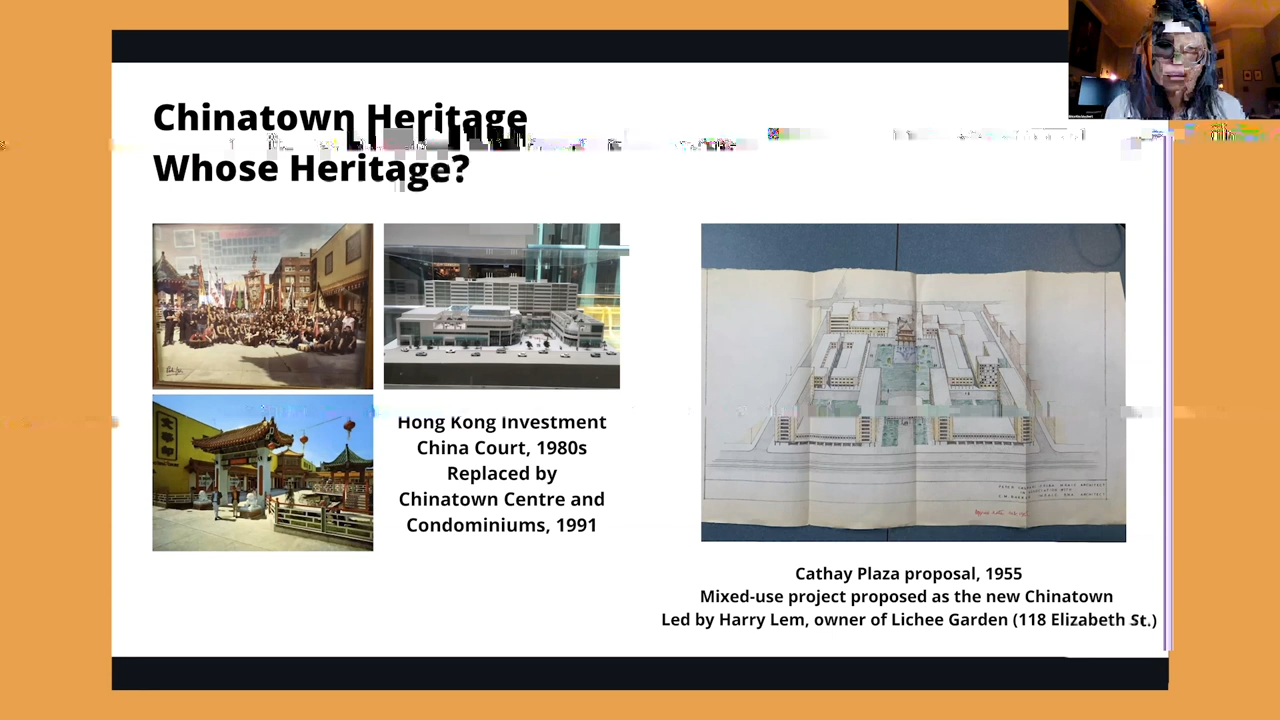 Chinatown Heritage
Whose Heritage?
Hong Kong Investment
China Court, 1980s
Replaced by
Chinatown Centre and
Condominiums, 1991
Cathay Plaza proposal, 1955
Mixed-use project proposed as the new Chinatown
Led by Harry Lem, owner of Lichee Garden (118 Elizabeth St.)